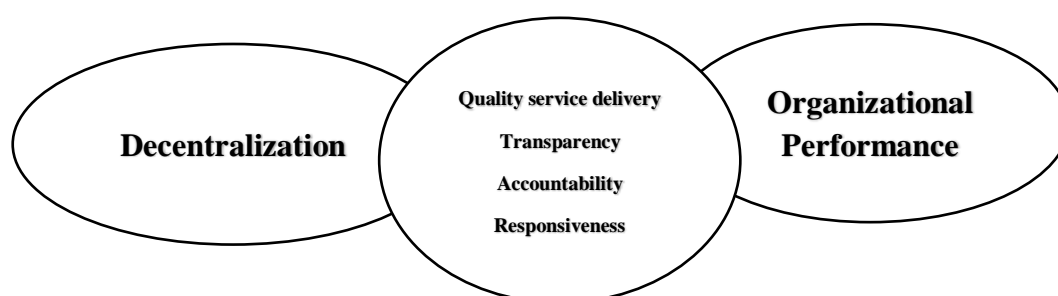 Decentralization
Quality service delivery
Transparency
Accountability
Responsiveness
Organizational
Performance